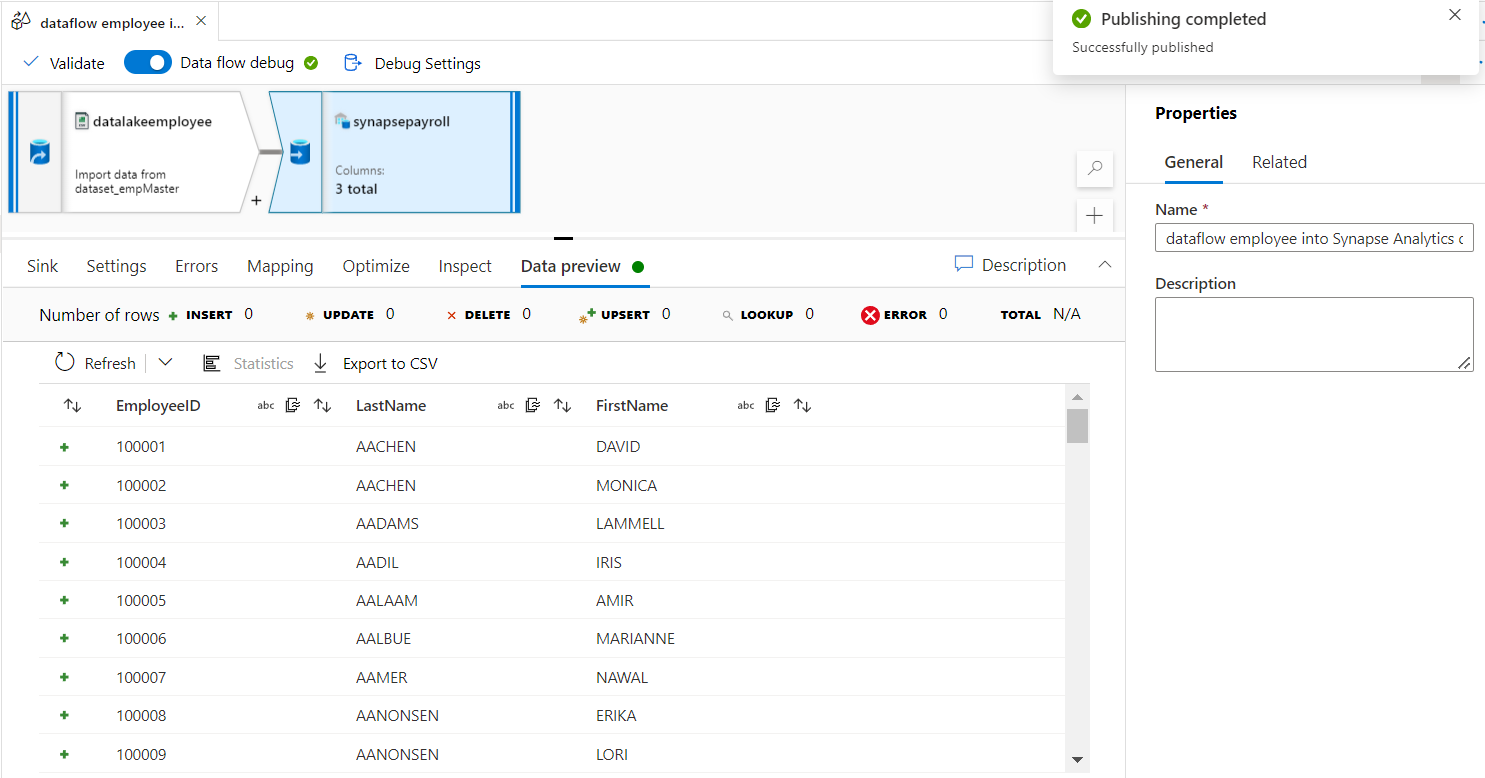 dataflow employee i...
Publishing completed
Successfully published
Validate Data flow debug Debug Settings
datalakeemployee
Import data from
dataset_empMaster
+
synapsepayroll
Columns:
3 total
Properties
General Related
Name *
dataflow employee into Synapse Analytics
Description
Sink Settings Errors Mapping Optimize Inspect Data preview Description
Number of rows INSERT 0 UPDATE 0 DELETE 0 UPSERT 0 LOOKUP 0 ERROR 0 TOTAL N/A
Refresh Statistics Export to CSV
EmployeeID abc LastName abc FirstName abc
100001 AACHEN DAVID
100002 AACHEN MONICA
100003 AADAMS LAMMELL
100004 AADIL IRIS
100005 AALAAM AMIR
100006 AALBUE MARIANNE
100007 AAMER NAWAL
100008 AANONSEN ERIKA
100009 AANONSEN LORI